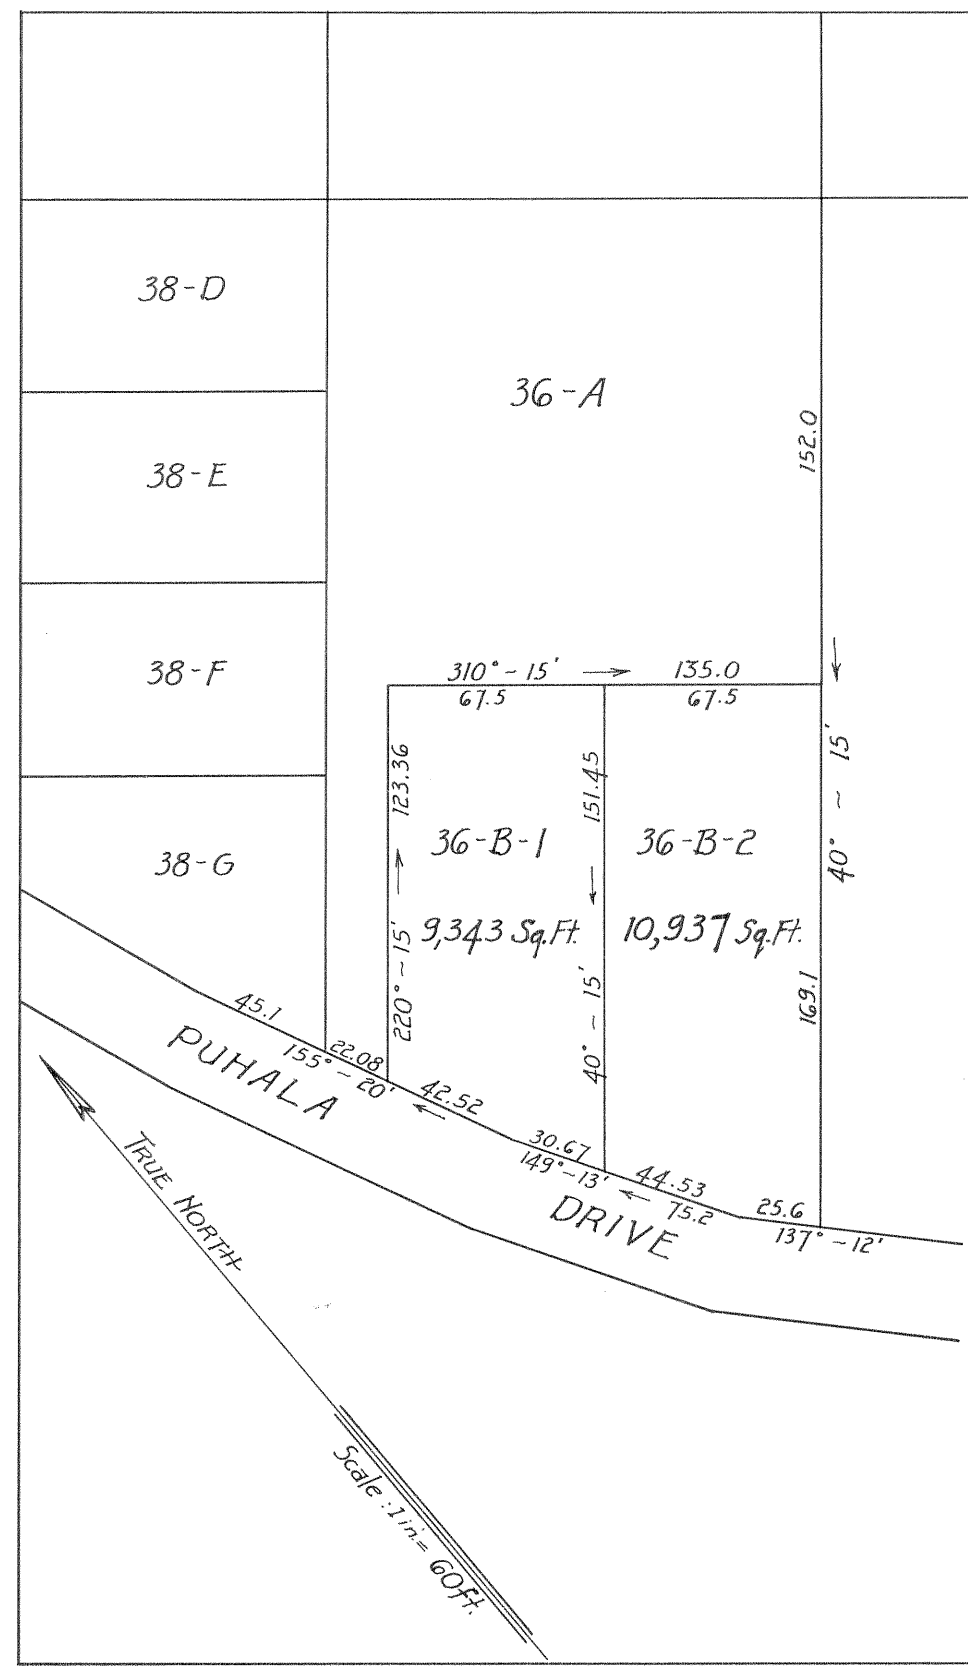 38-D
36-A
38-E
152.0
38-F
310°-15' 135.0
67.5 67.5
40° - 15'
123.36
151.45
36-B-1 36-B-2
38-G
9,343 Sq.Ft. 10,937 Sq.Ft.
220°-15'
40° - 15'
169.1
45.1
22.08
155° - 20'
42.52
30.67
149°-13'
44.53
75.2
25.6
137° - 12'
PUHALA DRIVE
TRUE NORTH
Scale: 1 in. = 60ft.